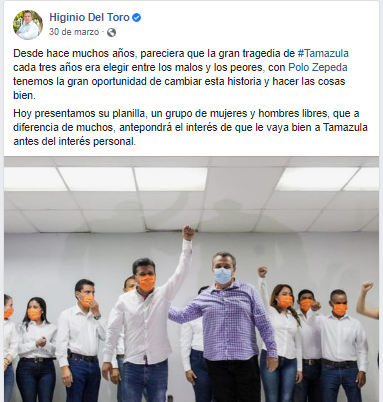 Higinio Del Toro
30 de marzo ·
Desde hace muchos años, pareciera que la gran tragedia de #Tamazula
cada tres años era elegir entre los malos y los peores, con Polo Zepeda
tenemos la gran oportunidad de cambiar esta historia y hacer las cosas
bien.
Hoy presentamos su planilla, un grupo de mujeres y hombres libres, que a
diferencia de muchos, antepondrá el interés de que le vaya bien a Tamazula
antes del interés personal.